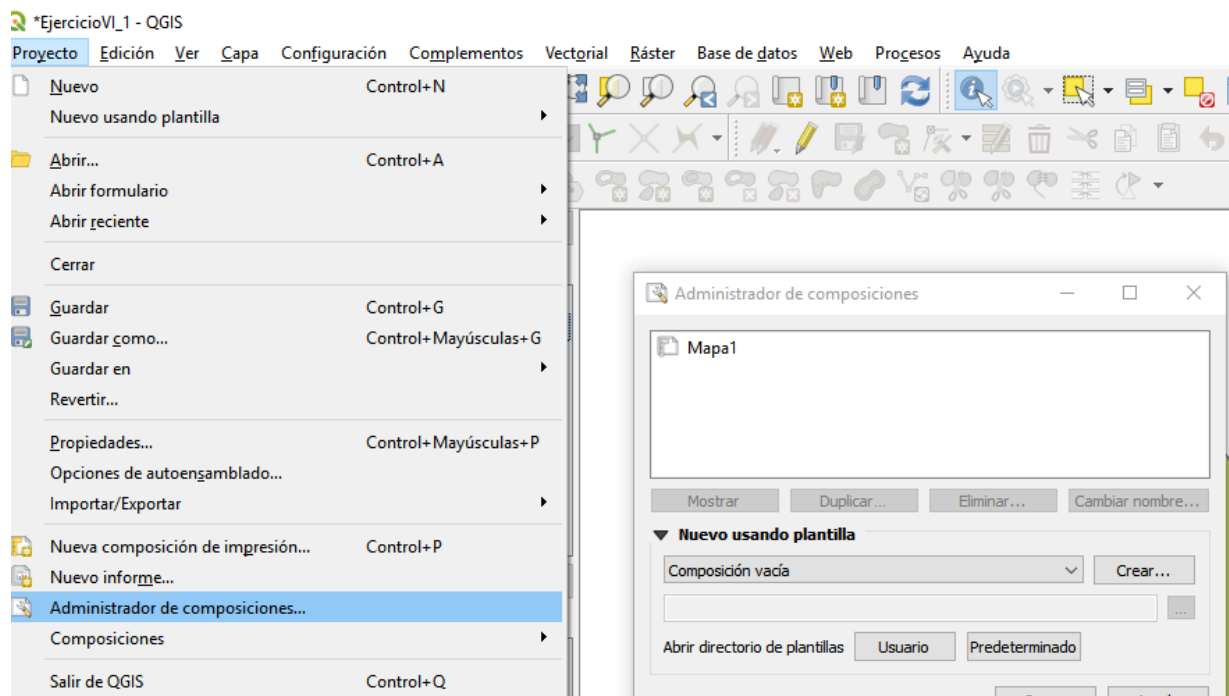 *EjercicioVI_1 - QGIS
Proyecto Edición Ver Capa Configuración Complementos Vectorial Ráster Base de datos Web Procesos Ayuda
Nuevo Control+N
Nuevo usando plantilla
Abrir... Control+A
Abrir formulario
Abrir reciente
Cerrar
Guardar Control+G
Guardar como... Control+Mayúsculas+G
Guardar en
Revertir...
Propiedades... Control+Mayúsculas+P
Opciones de autoensamblado...
Importar/Exportar
Nueva composición de impresión... Control+P
Nuevo informe...
Administrador de composiciones...
Composiciones
Salir de QGIS Control+Q
Administrador de composiciones
Mapa1
Mostrar Duplicar... Eliminar... Cambiar nombre...
Nuevo usando plantilla
Composición vacía Crear...
...
Abrir directorio de plantillas Usuario Predeterminado